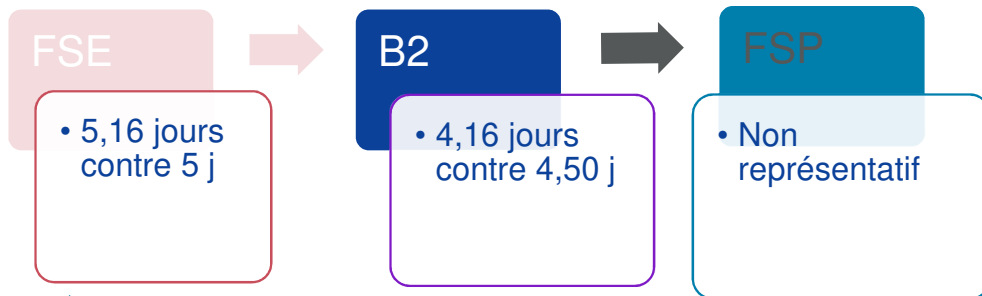 FSE
• 5,16 jours
contre 5 j
B2
• 4,16 jours
contre 4,50 j
FSP
• Non
représentatif